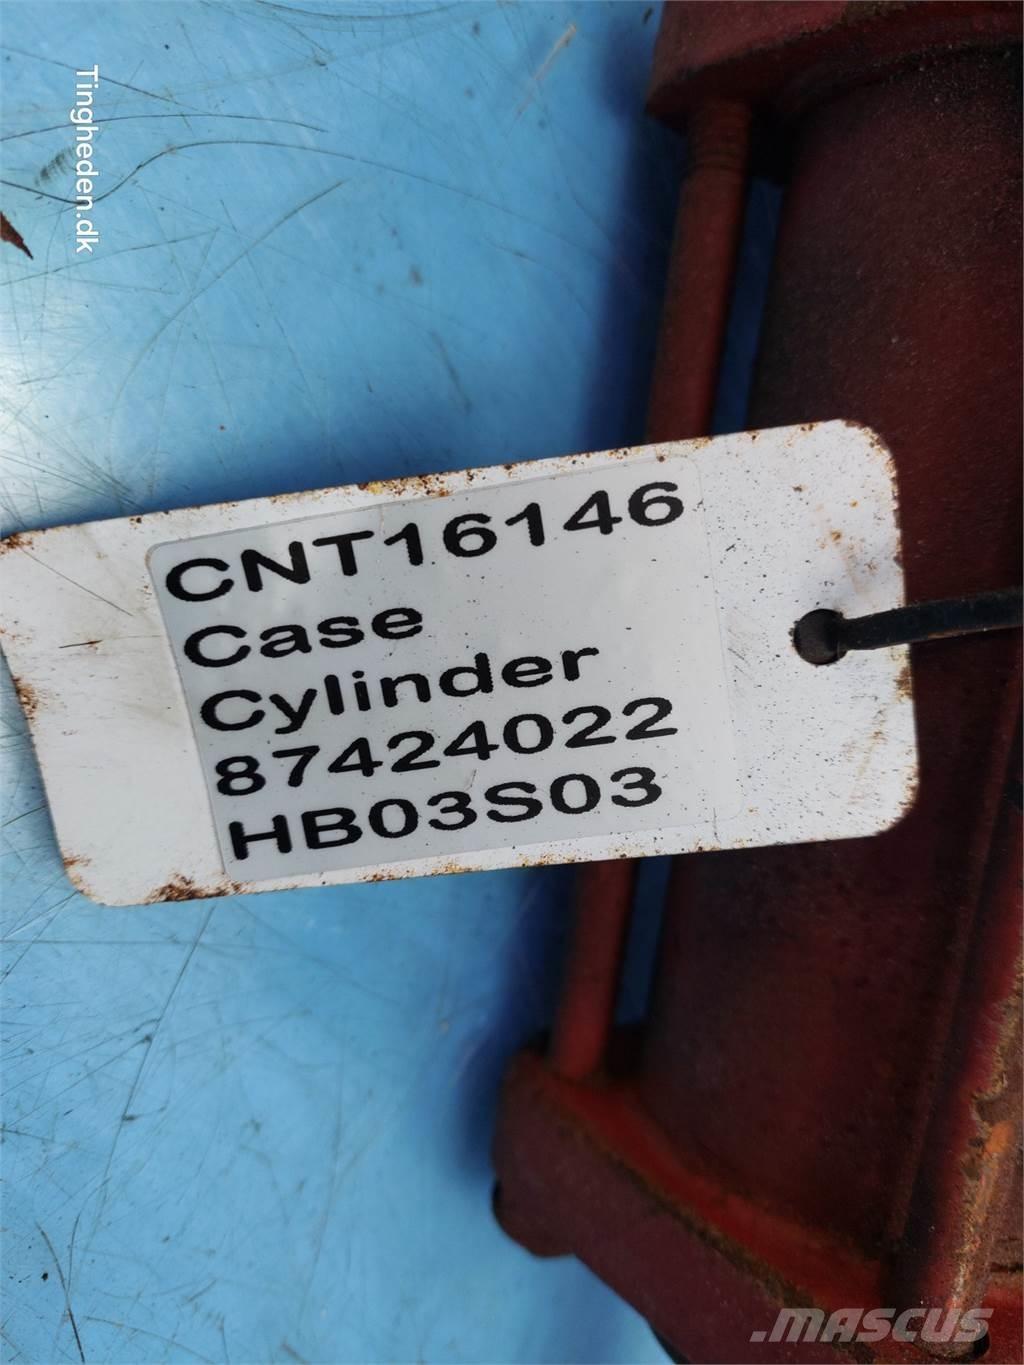 Tingheden.dk
CNT16146
Case
Cylinder
87424022
HB03S03
.MASCUS